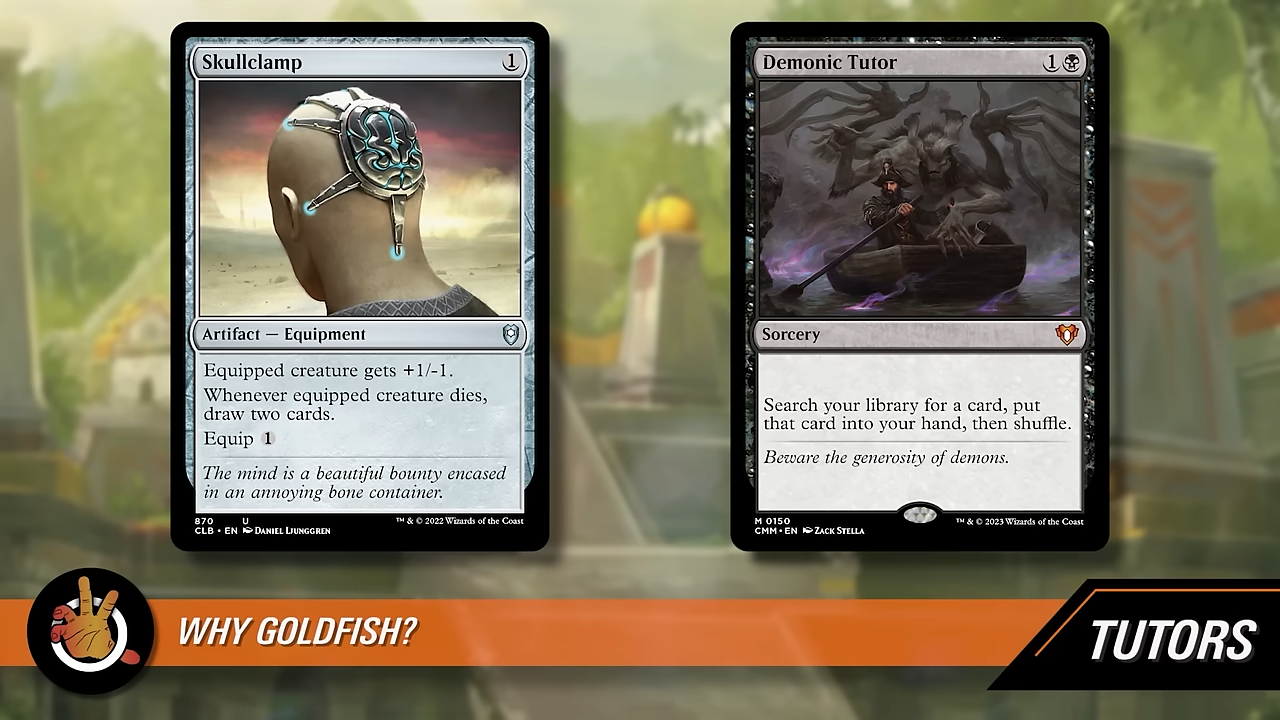 Skullclamp 1
Artifact — Equipment
Equipped creature gets +1/-1.
Whenever equipped creature dies,
draw two cards.
Equip 1
The mind is a beautiful bounty encased
in an annoying bone container.
870 U
CLB • EN DANIEL LJUNGGREN
™ & © 2022 Wizards of the Coast
Demonic Tutor 1
Sorcery
Search your library for a card, put
that card into your hand, then shuffle.
Beware the generosity of demons.
M 0150
CMM • EN ZACK STELLA
™ & © 2023 Wizards of the Coast
WHY GOLDFISH?
TUTORS